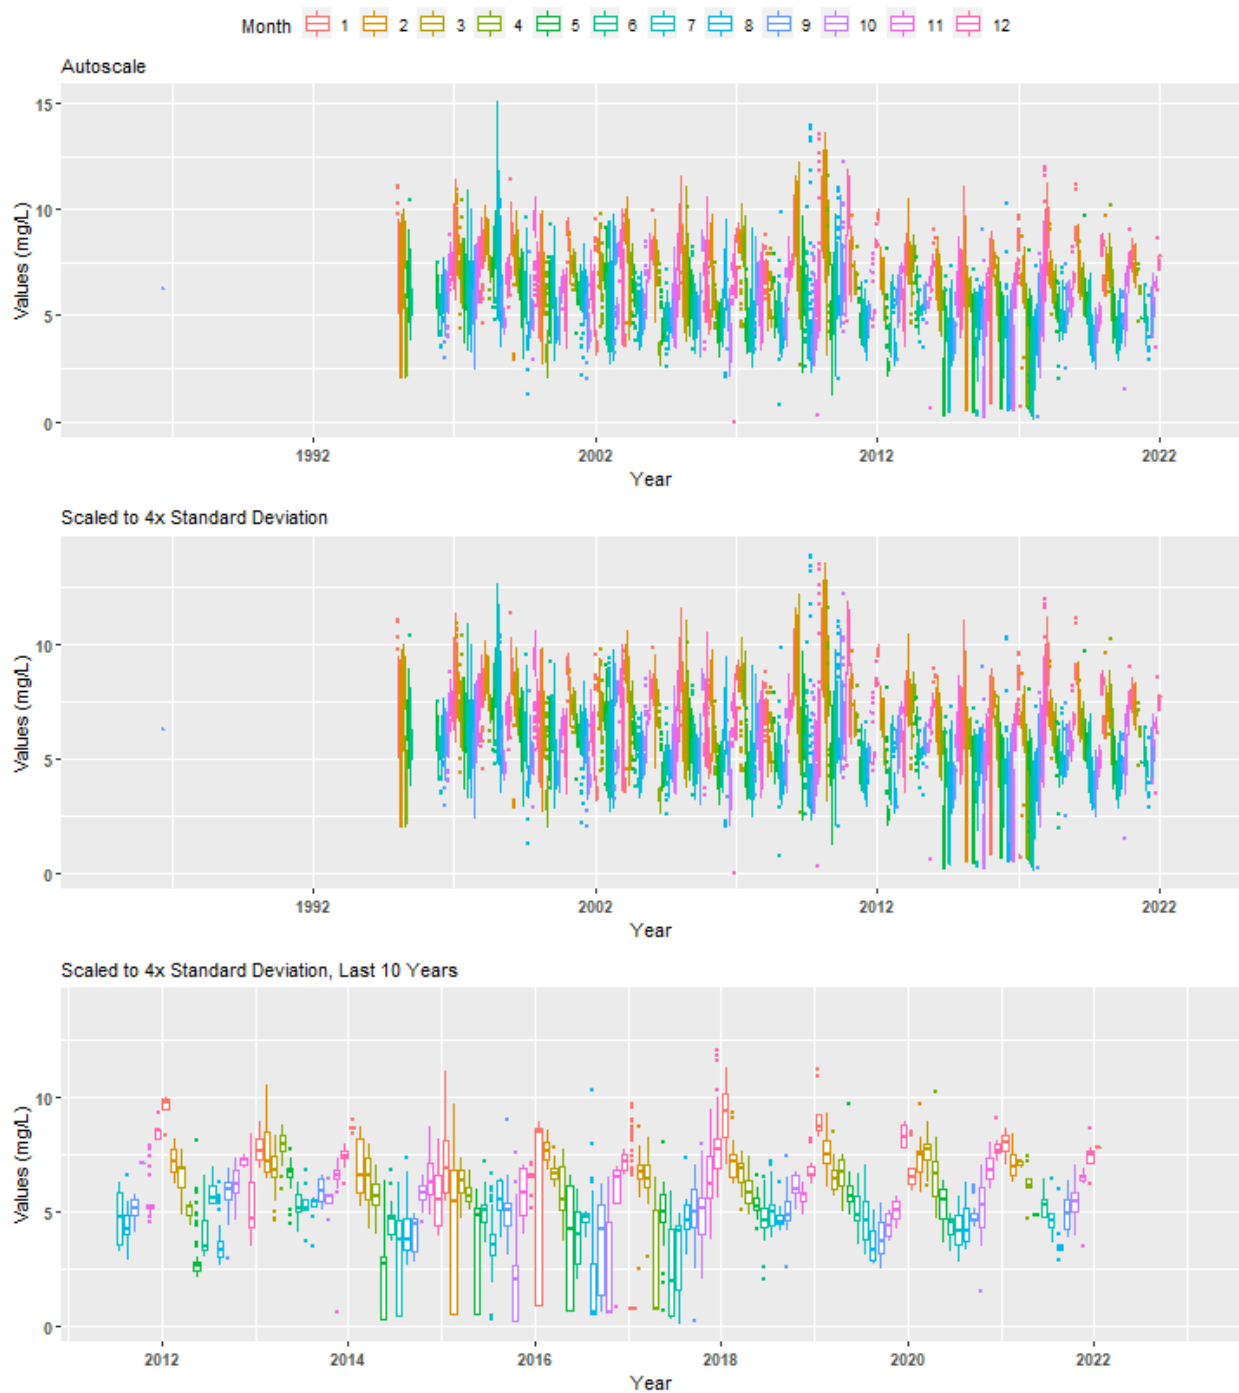 Month 1 2 3 4 5 6 7 8 9 10 11 12
Autoscale
15
10
5
0
Values (mg/L)
1992 2002 2012 2022
Year
Scaled to 4x Standard Deviation
10
5
0
Values (mg/L)
1992 2002 2012 2022
Year
Scaled to 4x Standard Deviation, Last 10 Years
10
5
0
Values (mg/L)
2012 2014 2016 2018 2020 2022
Year